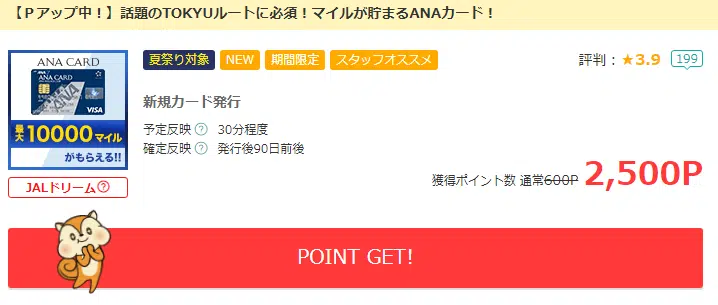 【Ｐアップ中！】話題のTOKYUルートに必須！マイルが貯まるANAカード！
ANA CARD
ANA CARD
ANA
VISA
最大10000マイル
がもらえる!!
JALドリーム?
夏祭り対象 NEW 期間限定 スタッフオススメ
評判：★3.9 199
新規カード発行
予定反映? 30分程度
確定反映? 発行後90日前後
獲得ポイント数 通常600P 2,500P
POINT GET!